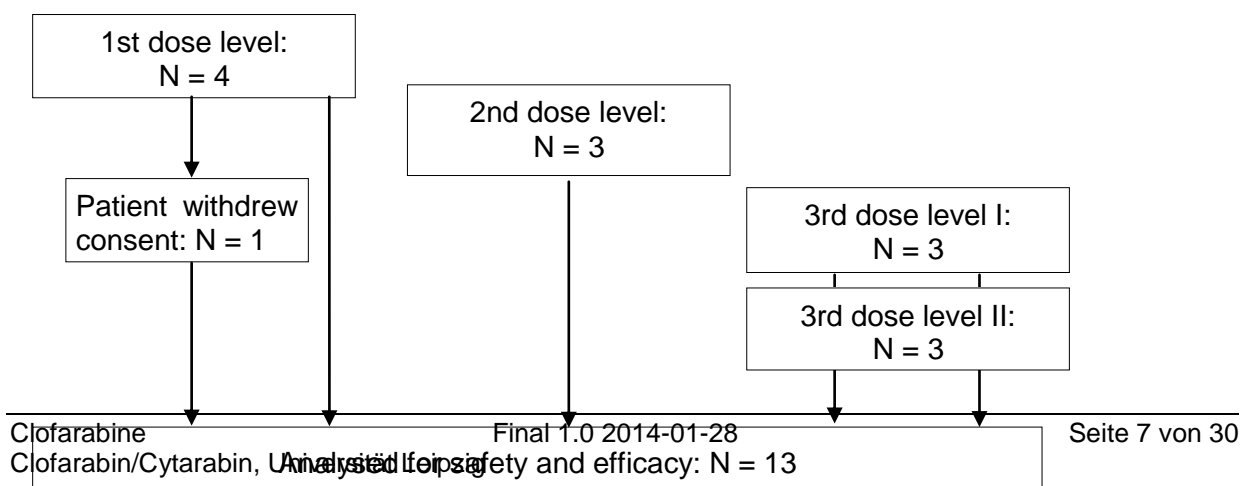 1st dose level:
N = 4
2nd dose level:
N = 3
Patient withdrew
consent: N = 1
3rd dose level I:
N = 3
3rd dose level II:
N = 3
Clofarabine Final 1.0 2014-01-28 Seite 7 von 30
Clofarabin/Cytarabin, Universität Leipzig
Analysed for safety and efficacy: N = 13